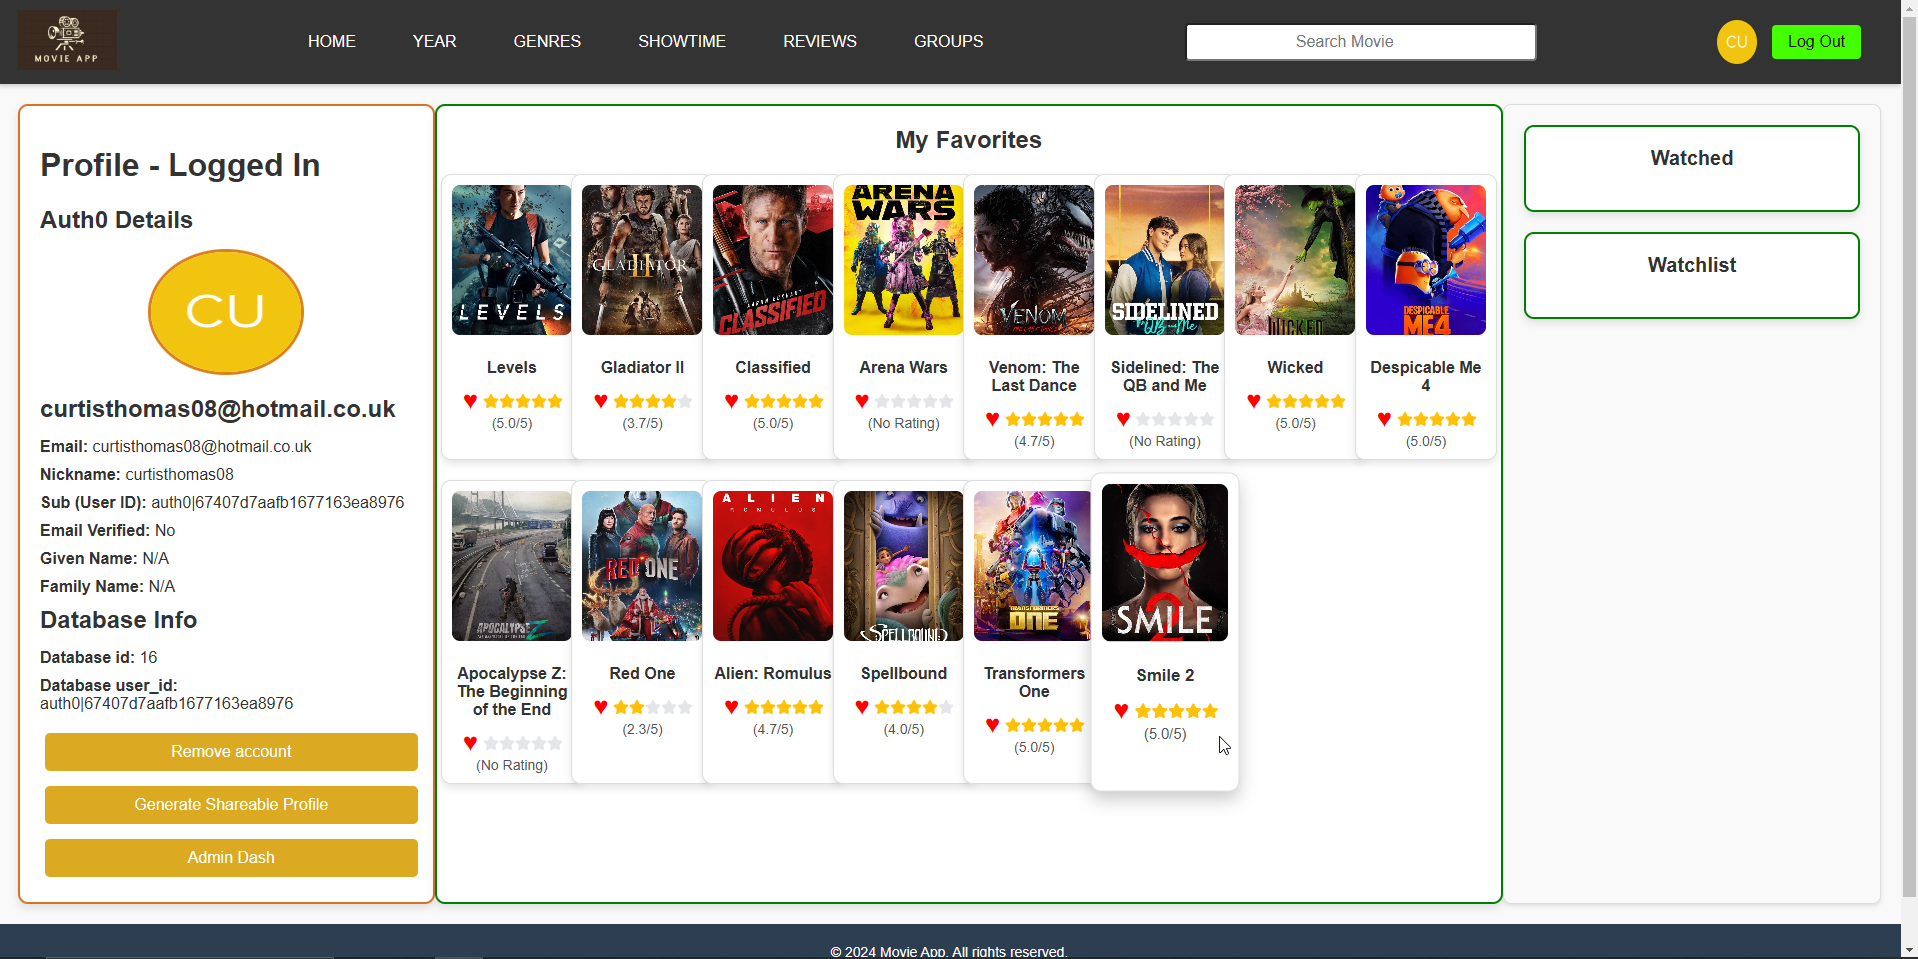 MOVIE APP
HOME YEAR GENRES SHOWTIME REVIEWS GROUPS
Search Movie
CU
Log Out
Profile - Logged In
Auth0 Details
CU
curtisthomas08@hotmail.co.uk
Email: curtisthomas08@hotmail.co.uk
Nickname: curtisthomas08
Sub (User ID): auth0|67407d7aafb1677163ea8976
Email Verified: No
Given Name: N/A
Family Name: N/A
Database Info
Database id: 16
Database user_id:
auth0|67407d7aafb1677163ea8976
Remove account
Generate Shareable Profile
Admin Dash
My Favorites
LEVELS
Levels
(5.0/5)
GLADIATOR
II
Gladiator II
(3.7/5)
CLASSIFIED
Classified
(5.0/5)
ARENA
WARS
Arena Wars
(No Rating)
VENOM
Venom: The
Last Dance
(4.7/5)
SIDELINED
QB and Me
Sidelined: The
QB and Me
(No Rating)
WICKED
Wicked
(5.0/5)
DESPICABLE
ME4
Despicable Me
4
(5.0/5)
APOCALYPSE
Z
Apocalypse Z:
The Beginning
of the End
(No Rating)
RED ONE
Red One
(2.3/5)
ALIEN
ROMULUS
Alien: Romulus
(4.7/5)
SPELLBOUND
Spellbound
(4.0/5)
TRANSFORMERS
ONE
Transformers
One
(5.0/5)
SMILE
2
Smile 2
(5.0/5)
Watched
Watchlist
© 2024 Movie App. All rights reserved.